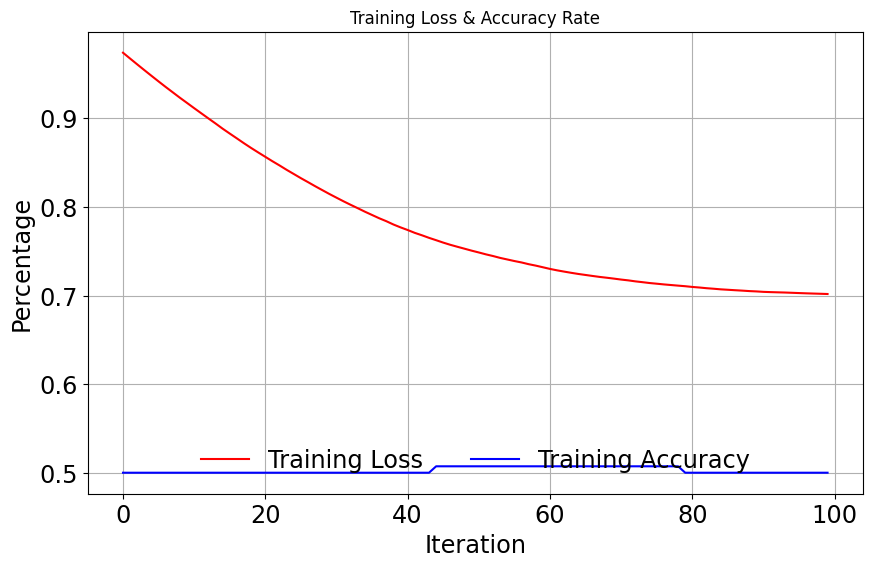 Training Loss & Accuracy Rate
Percentage
0.9
0.8
0.7
0.6
0.5
Training Loss
Training Accuracy
0 20 40 60 80 100
Iteration